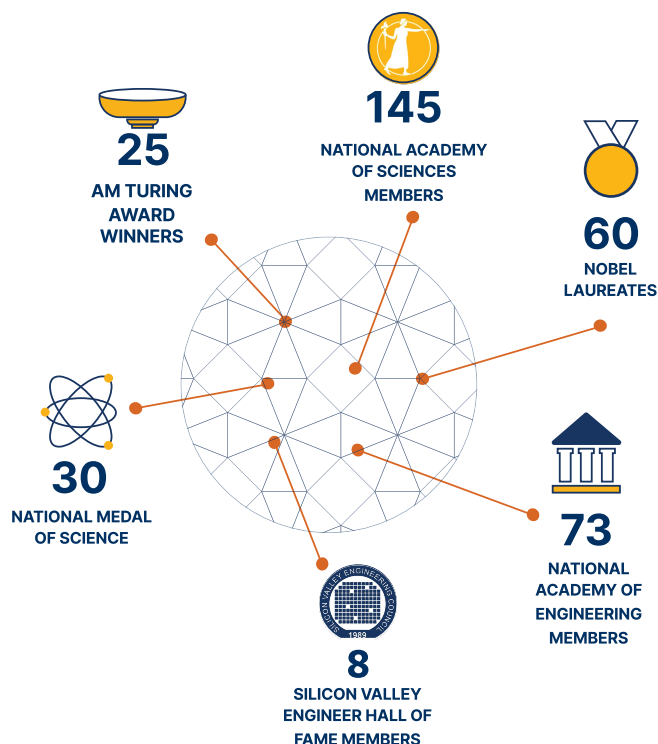 145
NATIONAL ACADEMY
OF SCIENCES
MEMBERS
25
AM TURING
AWARD
WINNERS
60
NOBEL
LAUREATES
30
NATIONAL MEDAL
OF SCIENCE
73
NATIONAL
ACADEMY OF
ENGINEERING
MEMBERS
SILICON VALLEY ENGINEERING COUNCIL
1989
8
SILICON VALLEY
ENGINEER HALL OF
FAME MEMBERS